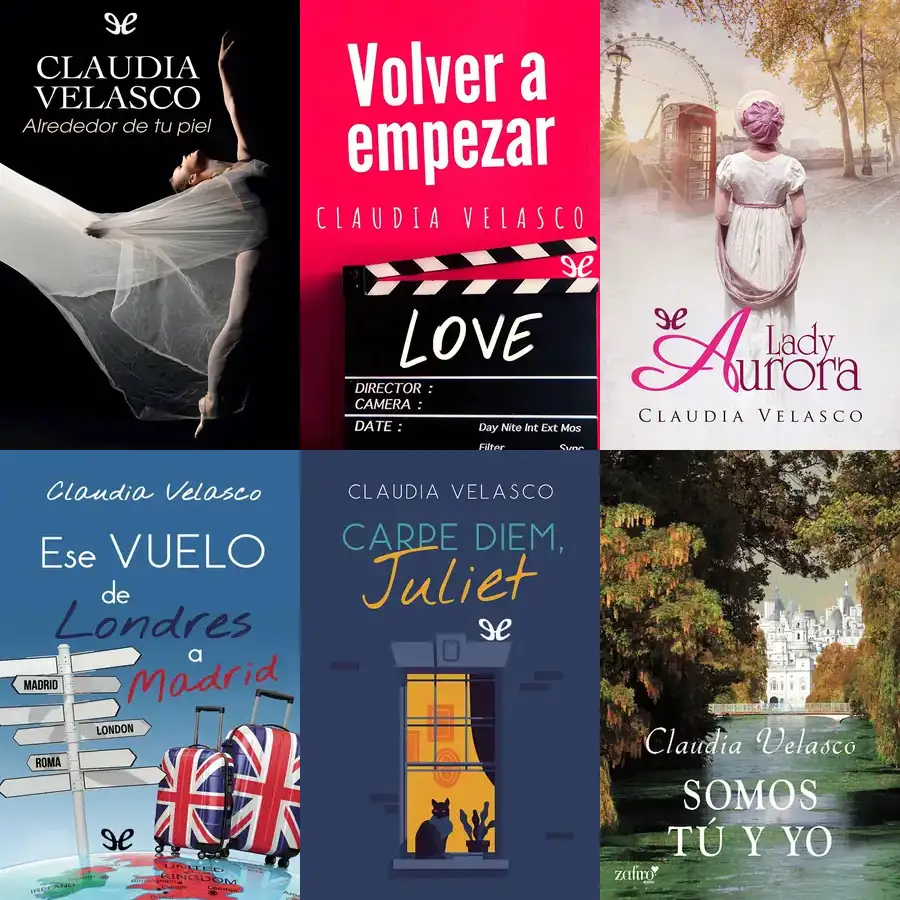 CLAUDIA
VELASCO
Alrededor de tu piel
Volver a
empezar
CLAUDIA VELASCO
LOVE
DIRECTOR :
CAMERA :
DATE :
Day Nite Int Ext Mos
Filter
Sync
Lady
Aurora
CLAUDIA VELASCO
Claudia Velasco
Ese VUELO
de
Londres
a
Madrid
MADRID
LONDON
ROMA
UNITED
KINGDOM
IRELAND
London
CLAUDIA VELASCO
CARPE DIEM,
Juliet
Claudia Velasco
SOMOS
TÚ Y YO
zafiro